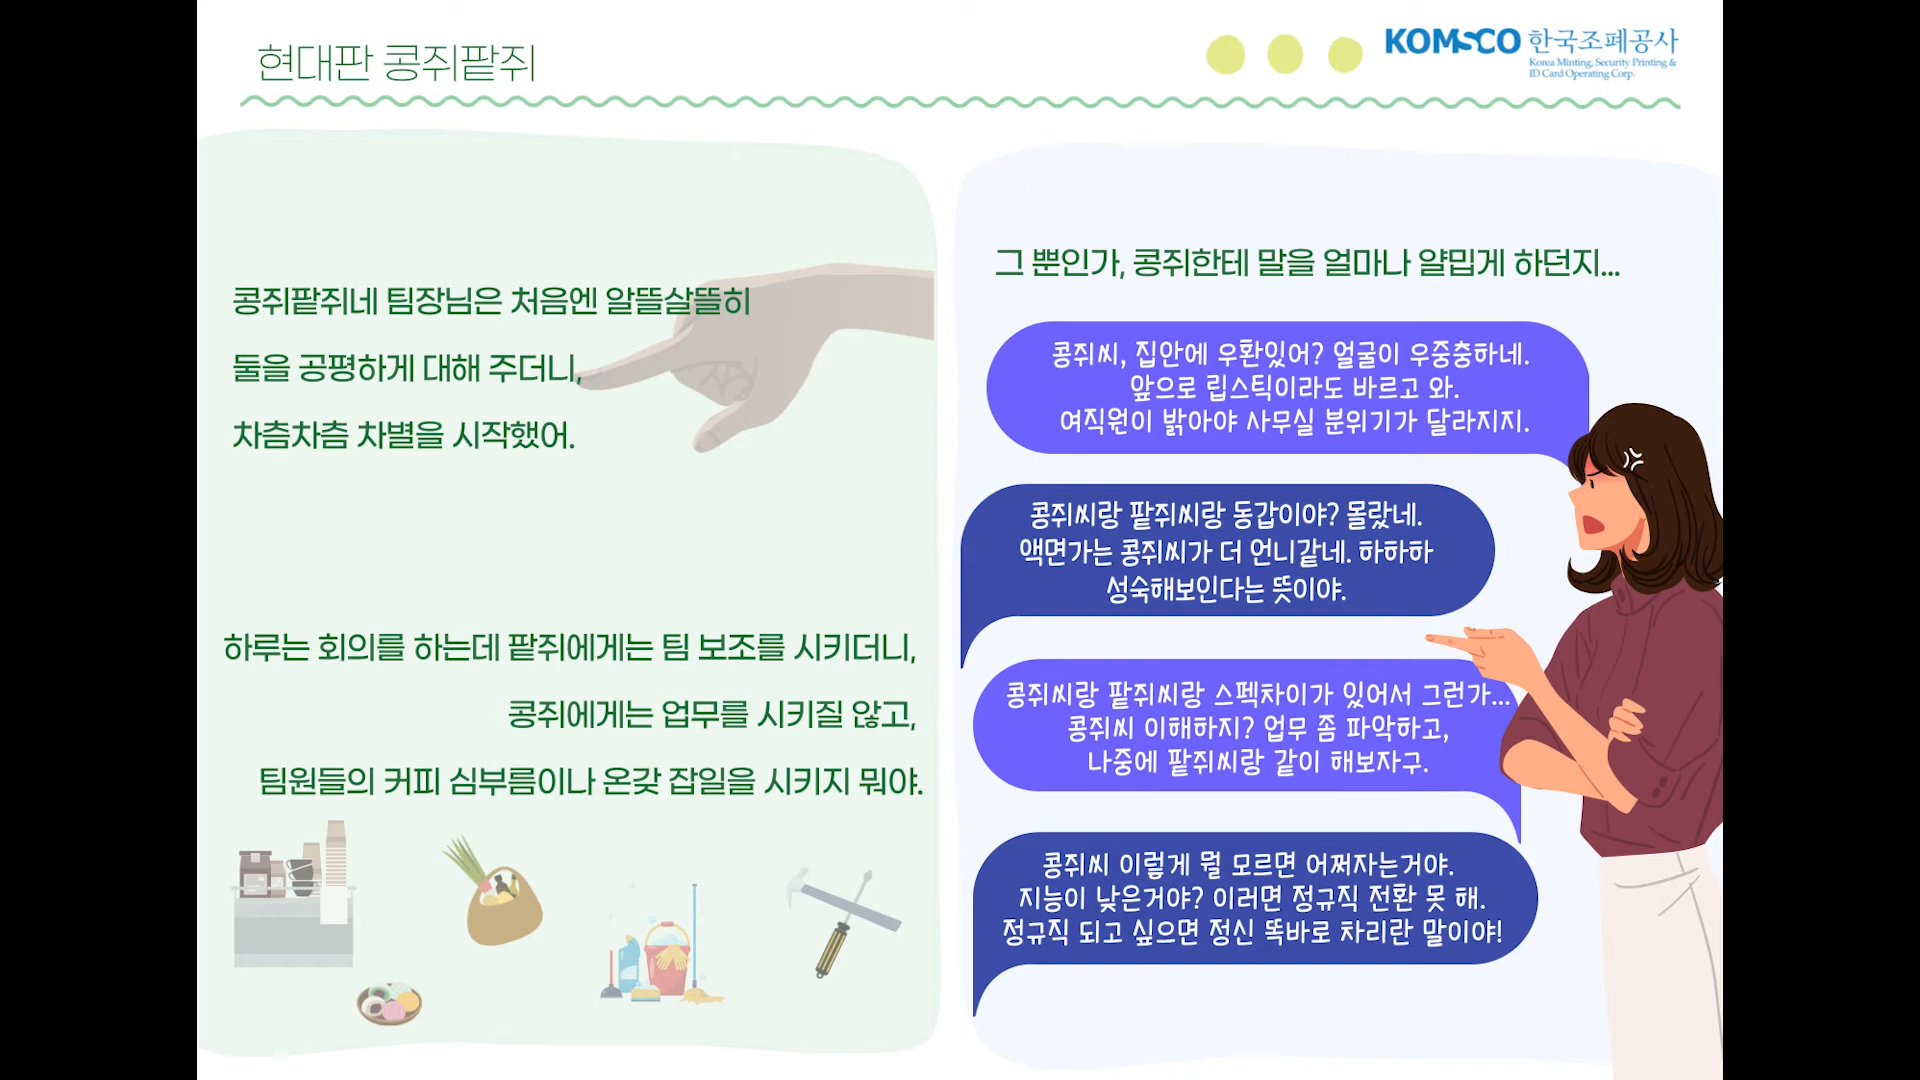 현대판 콩쥐팥쥐
KOMSCO 한국조폐공사
Korea Minting, Security Printing &
ID Card Operating Corp.
콩쥐팥쥐네 팀장님은 처음엔 알뜰살뜰히
둘을 공평하게 대해 주더니,
차츰차츰 차별을 시작했어.
하루는 회의를 하는데 팥쥐에게는 팀 보조를 시키더니,
콩쥐에게는 업무를 시키질 않고,
팀원들의 커피 심부름이나 온갖 잡일을 시키지 뭐야.
그 뿐인가, 콩쥐한테 말을 얼마나 얄밉게 하던지...
콩쥐씨, 집안에 우환있어? 얼굴이 우중충하네.
앞으로 립스틱이라도 바르고 와.
여직원이 밝아야 사무실 분위기가 달라지지.
콩쥐씨랑 팥쥐씨랑 동갑이야? 몰랐네.
액면가는 콩쥐씨가 더 언니같네. 하하하
성숙해보인다는 뜻이야.
콩쥐씨랑 팥쥐씨랑 스펙차이가 있어서 그런가...
콩쥐씨 이해하지? 업무 좀 파악하고,
나중에 팥쥐씨랑 같이 해보자구.
콩쥐씨 이렇게 뭘 모르면 어쩌자는거야.
지능이 낮은거야? 이러면 정규직 전환 못 해.
정규직 되고 싶으면 정신 똑바로 차리란 말이야!